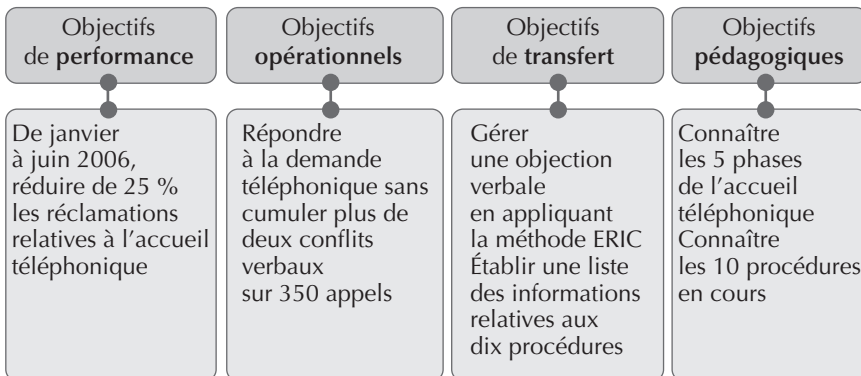 Objectifs
de performance
Objectifs
opérationnels
Objectifs
de transfert
Objectifs
pédagogiques
De janvier
à juin 2006,
réduire de 25 %
les réclamations
relatives à l’accueil
téléphonique
Répondre
à la demande
téléphonique sans
cumuler plus de
deux conflits
verbaux
sur 350 appels
Gérer
une objection
verbale
en appliquant
la méthode ERIC
Établir une liste
des informations
relatives aux
dix procédures
Connaître
les 5 phases
de l’accueil
téléphonique
Connaître
les 10 procédures
en cours